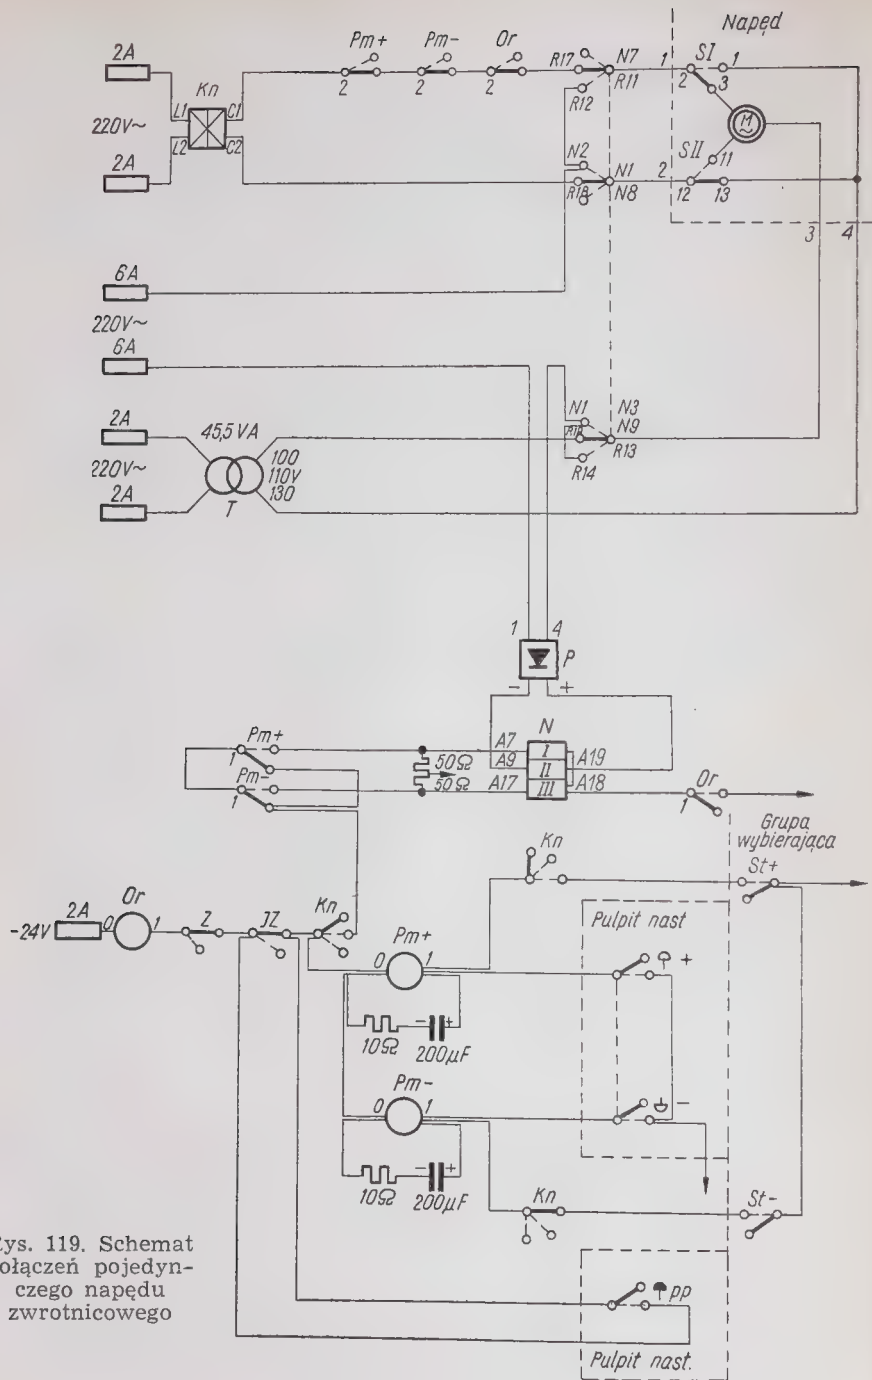 Napęd
2A
Pm+
Pm-
Or
2
2
2
Kn
L1
C1
L2
C2
220V~
2A
R17
N7
R11
R12
1
SI
1
2
3
M
~
N2
N1
R18
N8
2
SII
11
12
13
3
4
6A
220V~
6A
N1
N3
N9
R13
R14
2A
45,5 VA
220V~
100
110V
130
2A
T
1
4
P
-
+
N
Pm+
1
Pm-
1
50Ω
50Ω
A7
I
A19
A9
II
A17
III
A18
Or
1
Grupa
wybierająca
Kn
St+
-24V
2A
0
Or
1
Z
JZ
Kn
Pm+
0
1
Pulpit nast
+
10Ω
- +
200μF
Pm-
0
1
-
10Ω
- +
200μF
Kn
St-
pp
Pulpit nast.
ys. 119. Schemat
ołączeń pojedyn-
czego napędu
zwrotnicowego